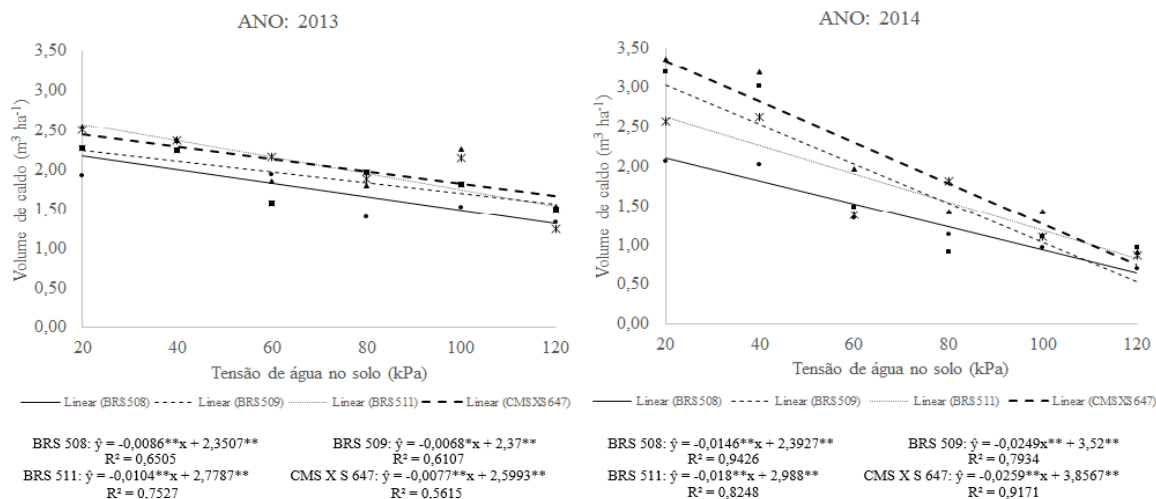 ANO: 2013
3,50
3,00
2,50
2,00
1,50
1,00
0,50
0,00
Volume de caldo (m³ ha⁻¹)
20 40 60 80 100 120
Tensão de água no solo (kPa)
Linear (BRS508) Linear (BRS509) Linear (BRS511) Linear (CMSXS647)
BRS 508: ŷ = -0,0086**x + 2,3507** BRS 509: ŷ = -0,0068*x + 2,37**
R² = 0,6505 R² = 0,6107
BRS 511: ŷ = -0,0104**x + 2,7787** CMS X S 647: ŷ = -0,0077*x + 2,5993**
R² = 0,7527 R² = 0,5615
ANO: 2014
3,50
3,00
2,50
2,00
1,50
1,00
0,50
0,00
Volume de caldo (m³ ha⁻¹)
20 40 60 80 100 120
Tensão de água no solo (kPa)
Linear (BRS508) Linear (BRS509) Linear (BRS511) Linear (CMSXS647)
BRS 508: ŷ = -0,0146**x + 2,3927** BRS 509: ŷ = -0,0249x** + 3,52**
R² = 0,9426 R² = 0,7934
BRS 511: ŷ = -0,018**x + 2,988** CMS X S 647: ŷ = -0,0259**x + 3,8567**
R² = 0,8248 R² = 0,9171